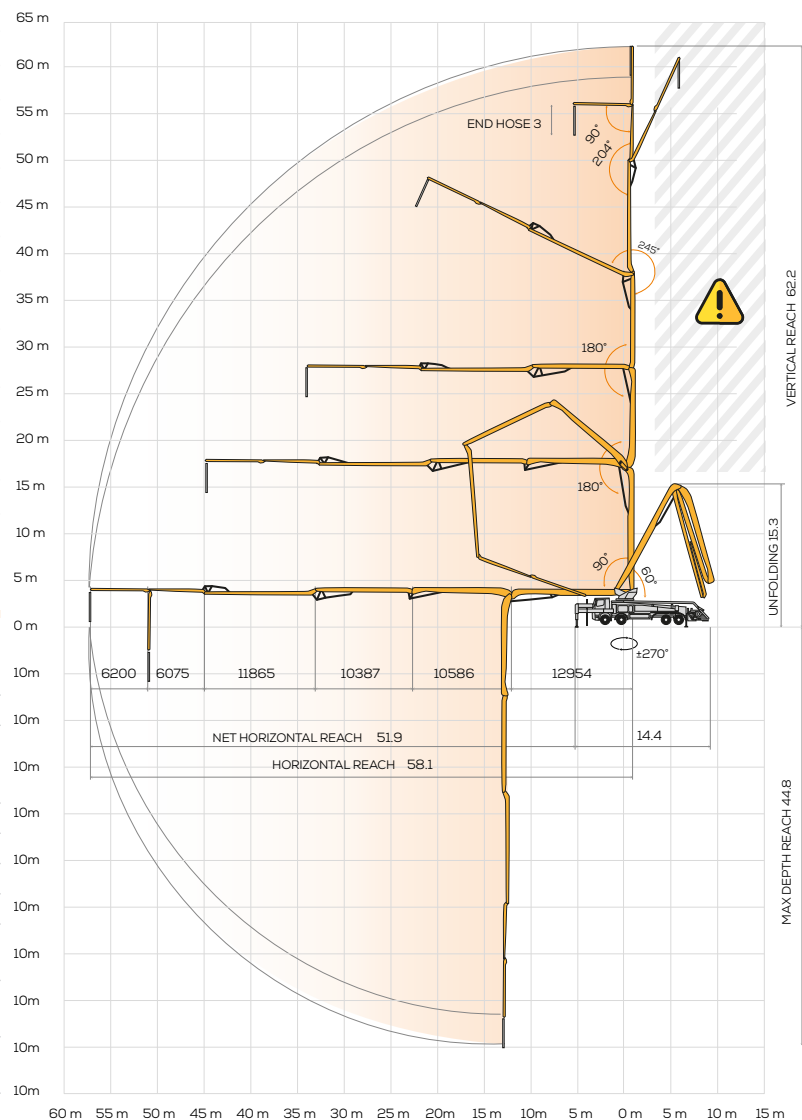 65 m
60 m
55 m
50 m
45 m
40 m
35 m
30 m
25 m
20 m
15 m
10 m
5 m
0 m
10m
10m
10m
10m
10m
10m
10m
10m
10m
10m
END HOSE 3
90°
204°
245°
180°
180°
90°
60°
±270°
VERTICAL REACH 62.2
UNFOLDING 15.3
6200 6075 11865 10387 10586 12954
NET HORIZONTAL REACH 51.9
14.4
HORIZONTAL REACH 58.1
MAX DEPTH REACH 44.8
60 m 55 m 50 m 45 m 40 m 35 m 30 m 25 m 20m 15 m 10m 5 m 0 m 5 m 10 m 15 m